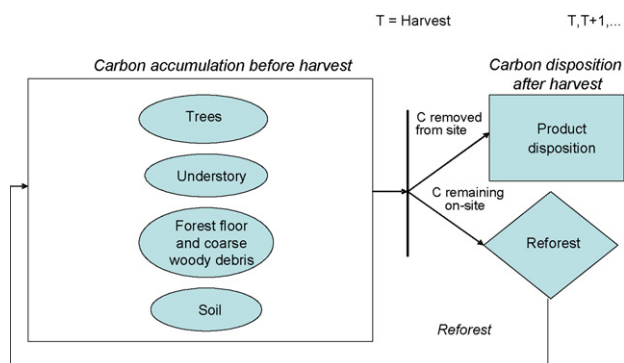 T = Harvest
T,T+1,...
Carbon accumulation before harvest
Carbon disposition
after harvest
Trees
Understory
Forest floor
and coarse
woody debris
Soil
C removed
from site
Product
disposition
C remaining
on-site
Reforest
Reforest